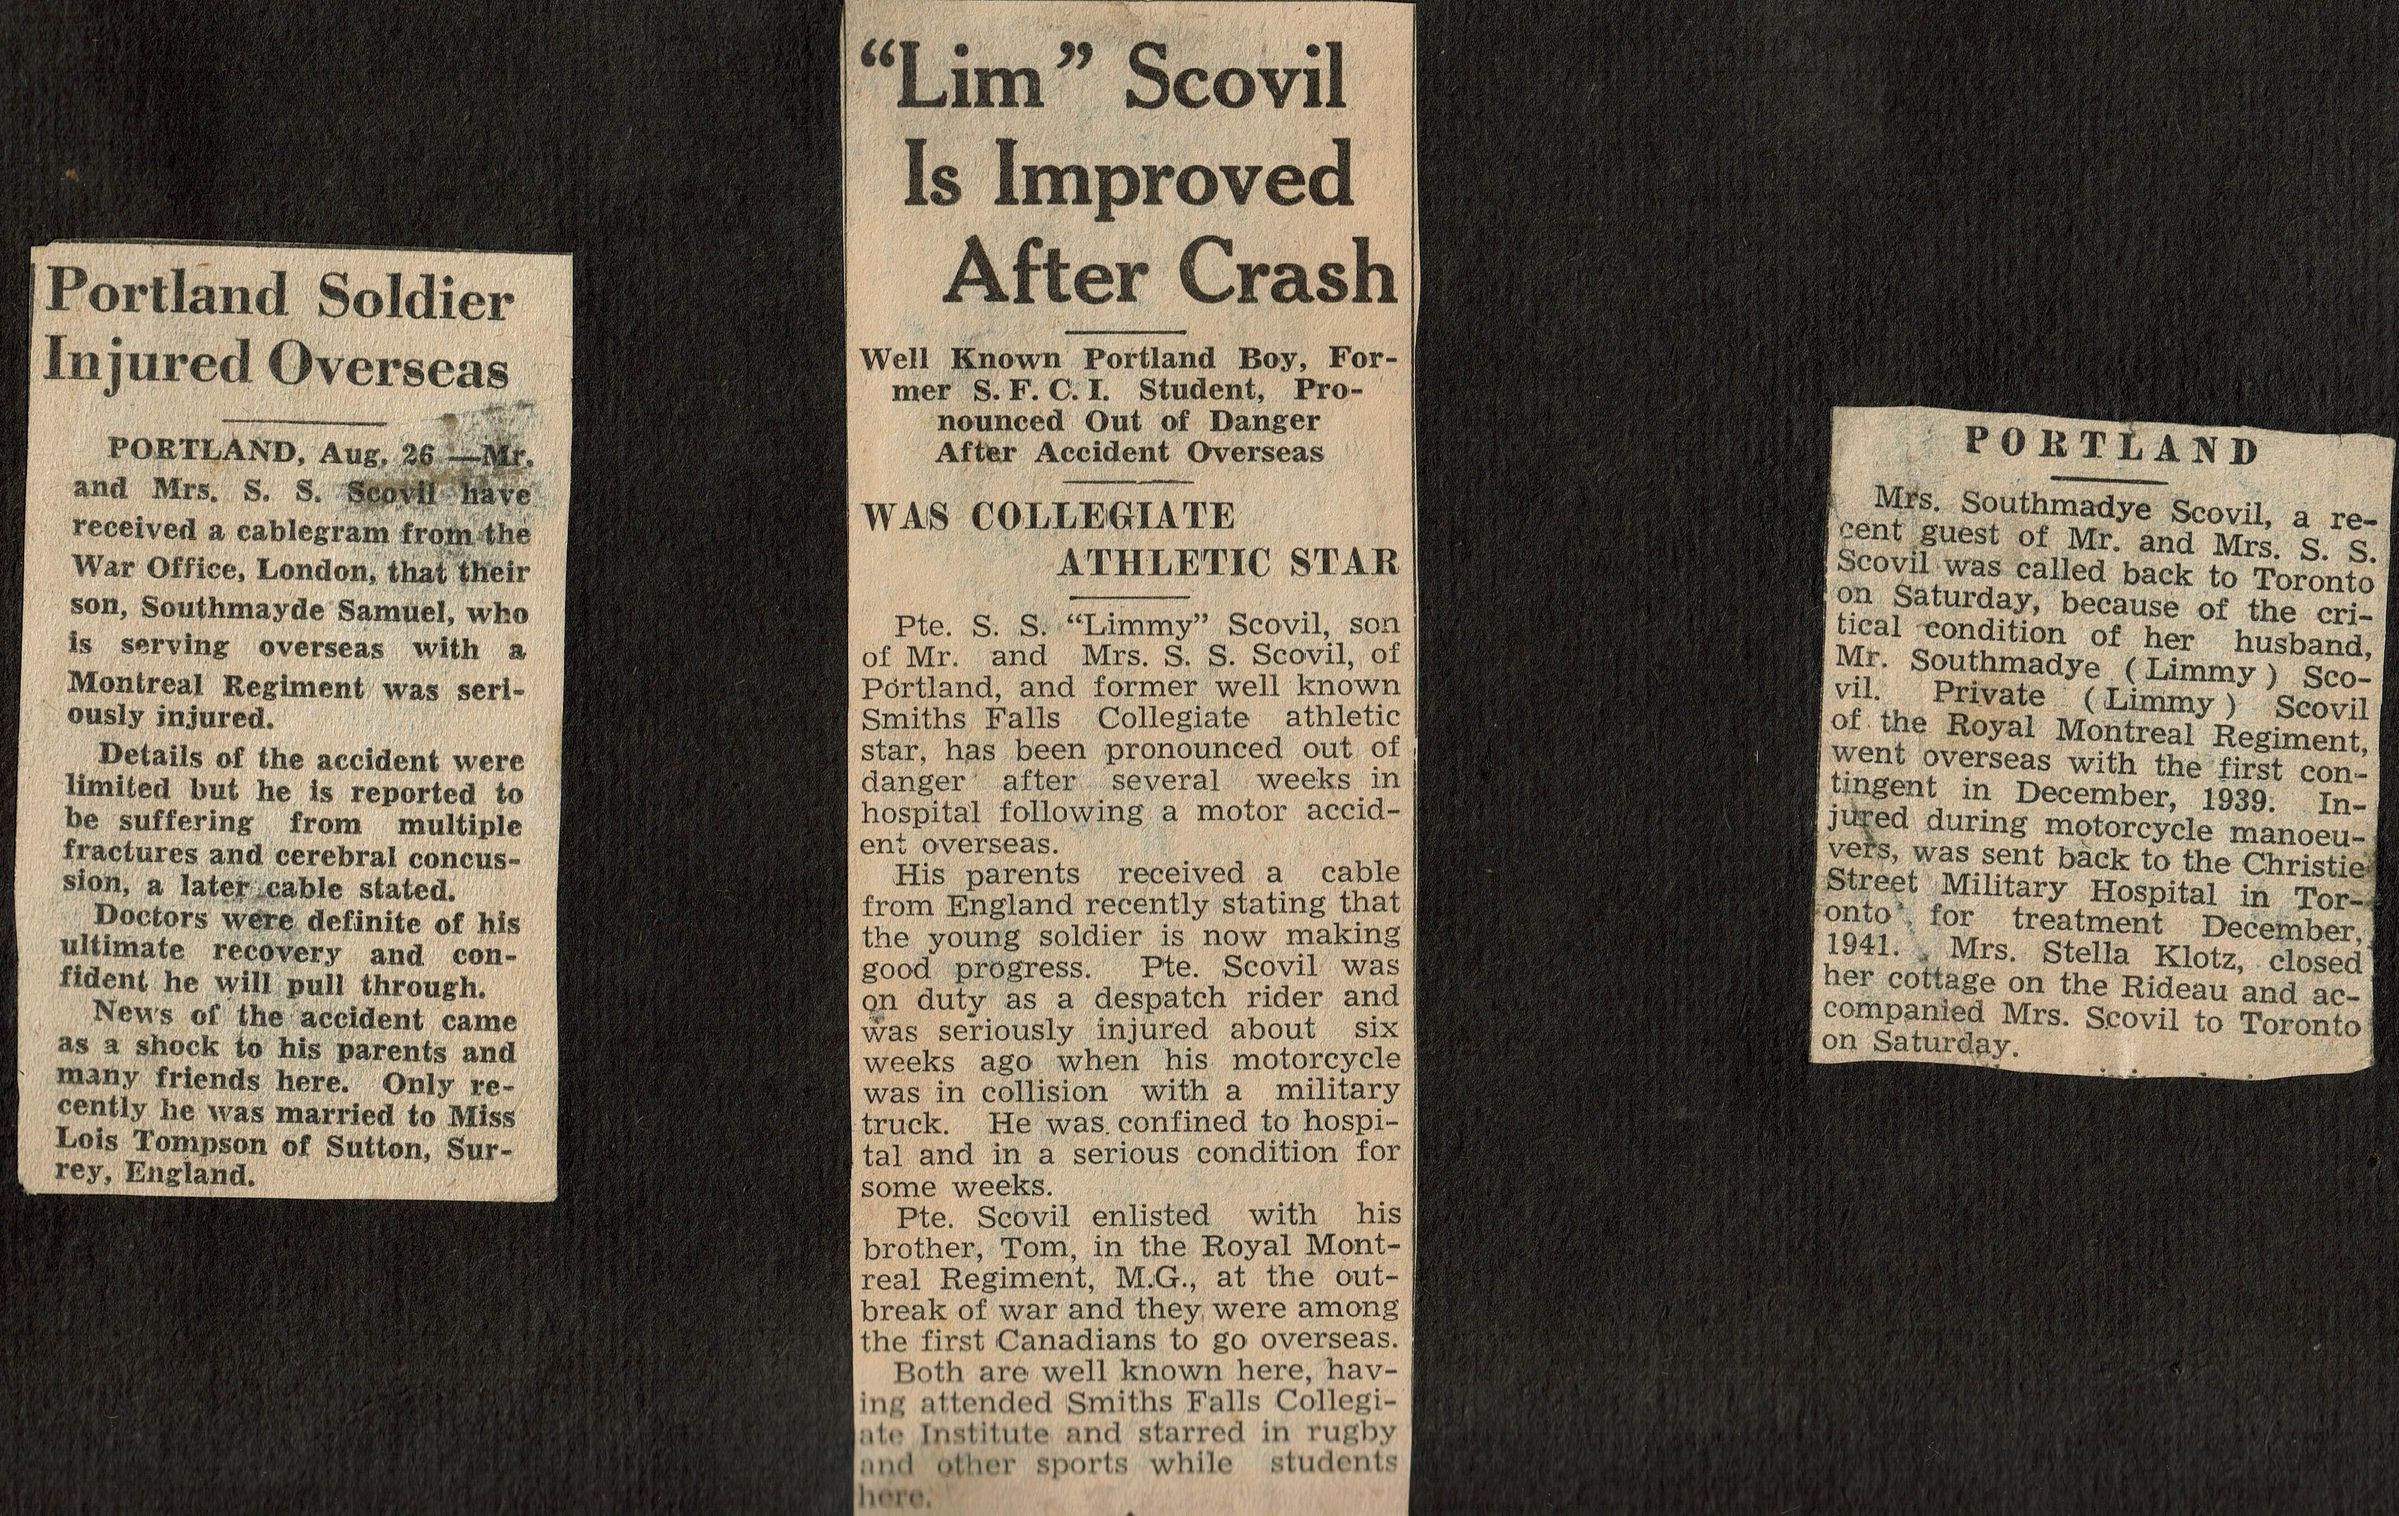 Portland Soldier
Injured Overseas
PORTLAND, Aug. 26 —Mr.
and Mrs. S. S. Scovil have
received a cablegram from the
War Office, London, that their
son, Southmayde Samuel, who
is serving overseas with a
Montreal Regiment was seri-
ously injured.
Details of the accident were
limited but he is reported to
be suffering from multiple
fractures and cerebral concus-
sion, a later cable stated.
Doctors were definite of his
ultimate recovery and con-
fident he will pull through.
News of the accident came
as a shock to his parents and
many friends here. Only re-
cently he was married to Miss
Lois Tompson of Sutton, Sur-
rey, England.
“Lim” Scovil
Is Improved
After Crash
Well Known Portland Boy, For-
mer S. F. C. I. Student, Pro-
nounced Out of Danger
After Accident Overseas
WAS COLLEGIATE
ATHLETIC STAR
Pte. S. S. “Limmy” Scovil, son
of Mr. and Mrs. S. S. Scovil, of
Portland, and former well known
Smiths Falls Collegiate athletic
star, has been pronounced out of
danger after several weeks in
hospital following a motor accid-
ent overseas.
His parents received a cable
from England recently stating that
the young soldier is now making
good progress. Pte. Scovil was
on duty as a despatch rider and
was seriously injured about six
weeks ago when his motorcycle
was in collision with a military
truck. He was confined to hospi-
tal and in a serious condition for
some weeks.
Pte. Scovil enlisted with his
brother, Tom, in the Royal Mont-
real Regiment, M.G., at the out-
break of war and they were among
the first Canadians to go overseas.
Both are well known here, hav-
ing attended Smiths Falls Collegi-
ate Institute and starred in rugby
and other sports while students
here.
PORTLAND
Mrs. Southmadye Scovil, a re-
cent guest of Mr. and Mrs. S. S.
Scovil was called back to Toronto
on Saturday, because of the cri-
tical condition of her husband,
Mr. Southmadye (Limmy) Sco-
vil. Private (Limmy) Scovil
of the Royal Montreal Regiment,
went overseas with the first con-
tingent in December, 1939. In-
jured during motorcycle manoeu-
vers, was sent back to the Christie
Street Military Hospital in Tor-
onto for treatment December,
1941. Mrs. Stella Klotz, closed
her cottage on the Rideau and ac-
companied Mrs. Scovil to Toronto
on Saturday.